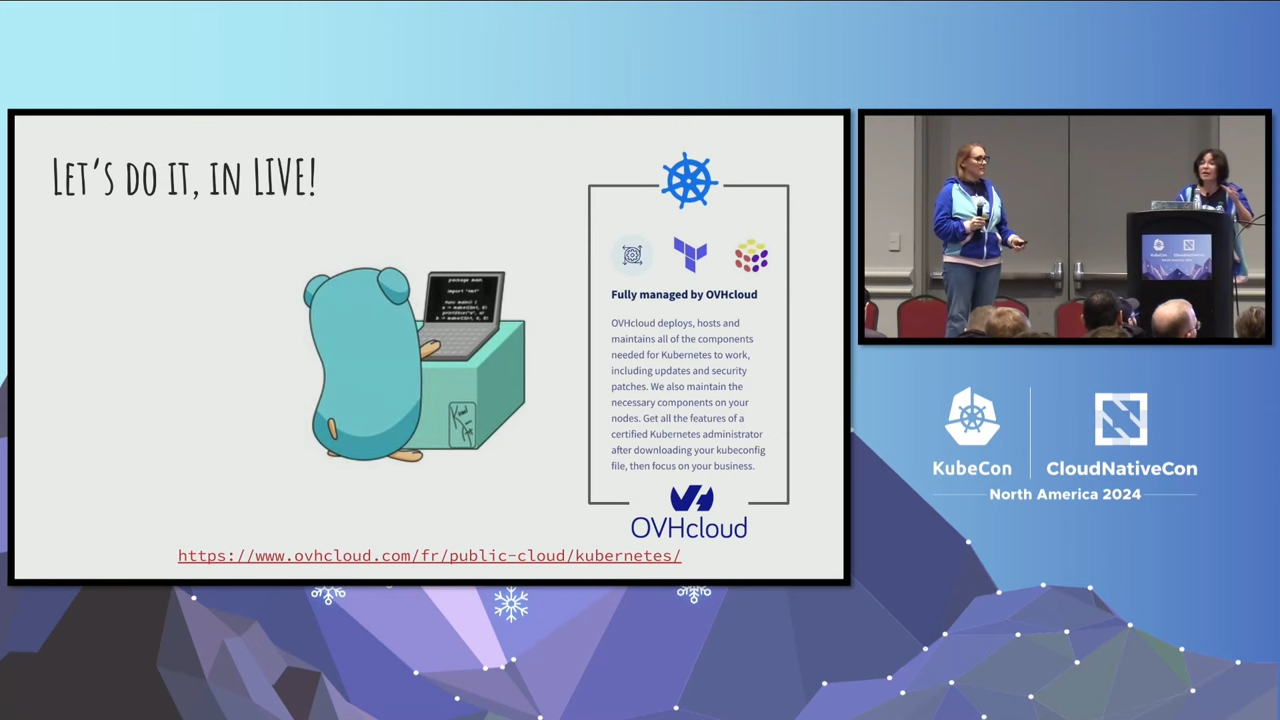 LET'S DO IT, IN LIVE!
package main
Fully managed by OVHcloud
OVHcloud deploys, hosts and
maintains all of the components
needed for Kubernetes to work,
including updates and security
patches. We also maintain the
necessary components on your
nodes. Get all the features of a
certified Kubernetes administrator
after downloading your kubeconfig
file, then focus on your business.
OVHcloud
https://www.ovhcloud.com/fr/public-cloud/kubernetes/
KubeCon
CloudNativeCon
North America 2024